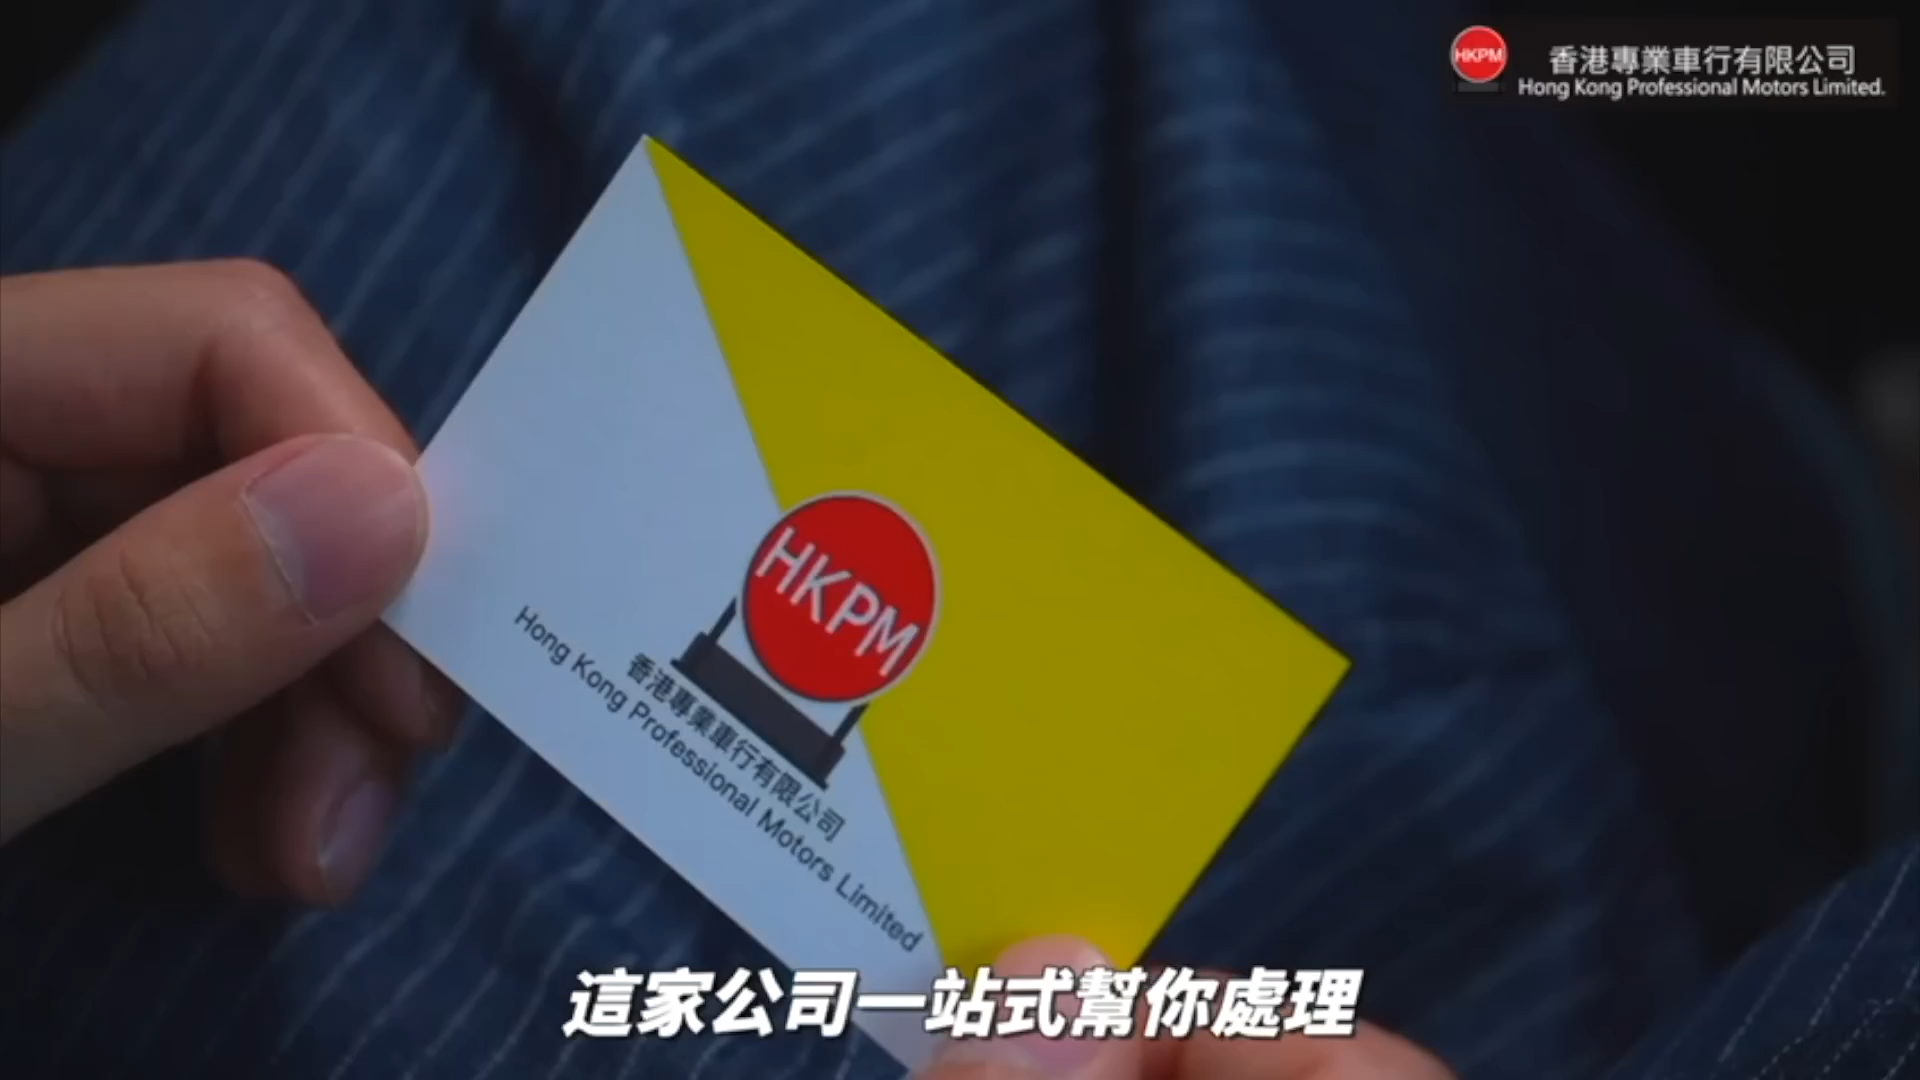 HKPM
香港專業車行有限公司
Hong Kong Professional Motors Limited.
HKPM
香港專業車行有限公司
Hong Kong Professional Motors Limited
這家公司一站式幫你處理